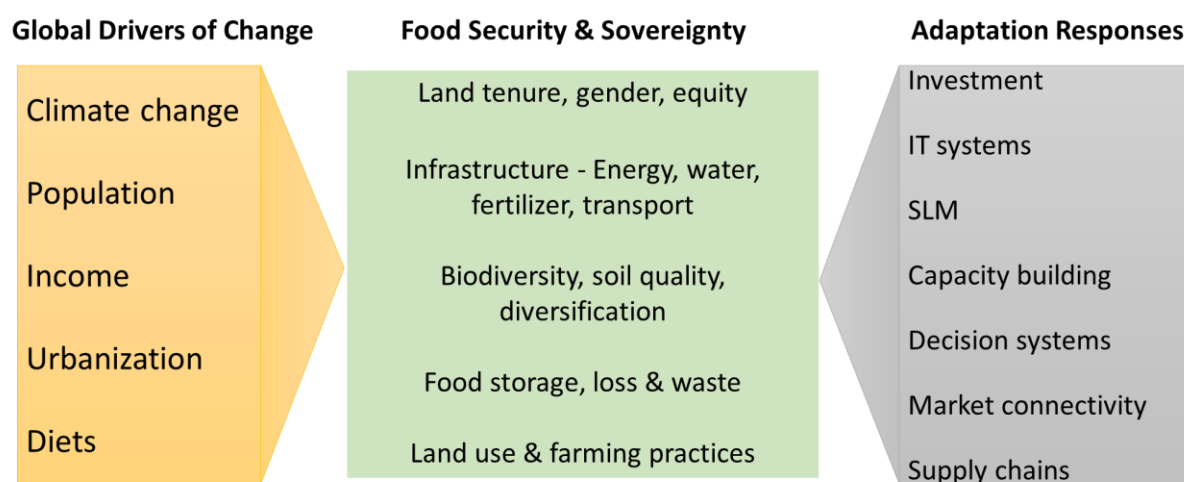 Global Drivers of Change
Climate change
Population
Income
Urbanization
Diets
Food Security & Sovereignty
Land tenure, gender, equity
Infrastructure - Energy, water,
fertilizer, transport
Biodiversity, soil quality,
diversification
Food storage, loss & waste
Land use & farming practices
Adaptation Responses
Investment
IT systems
SLM
Capacity building
Decision systems
Market connectivity
Supply chains